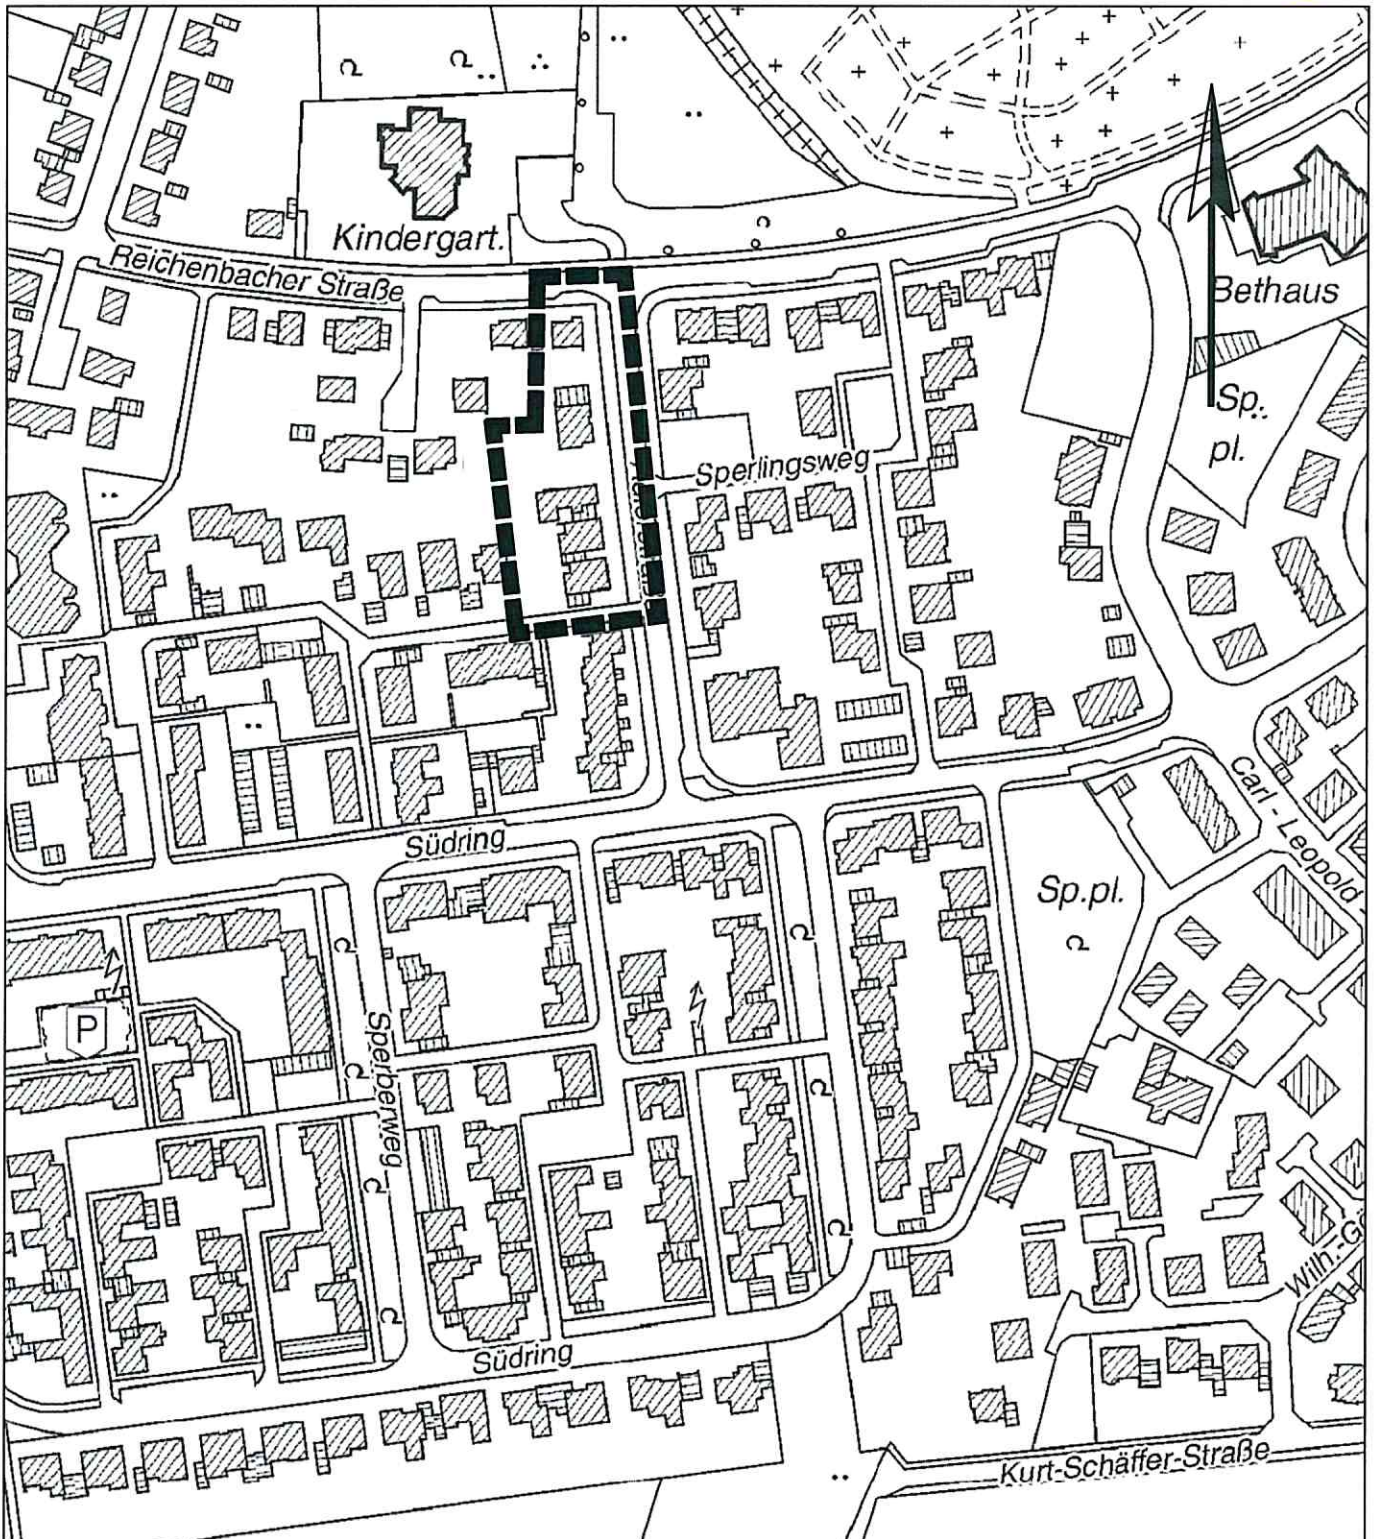 Kindergart.
Reichenbacher Straße
Bethaus
Sp.
pl.
Sperlingsweg
Carl - Leopold -
Südring
Sp.pl.
P
Sperberweg
Wilh.-G
Südring
Kurt-Schäffer-Straße